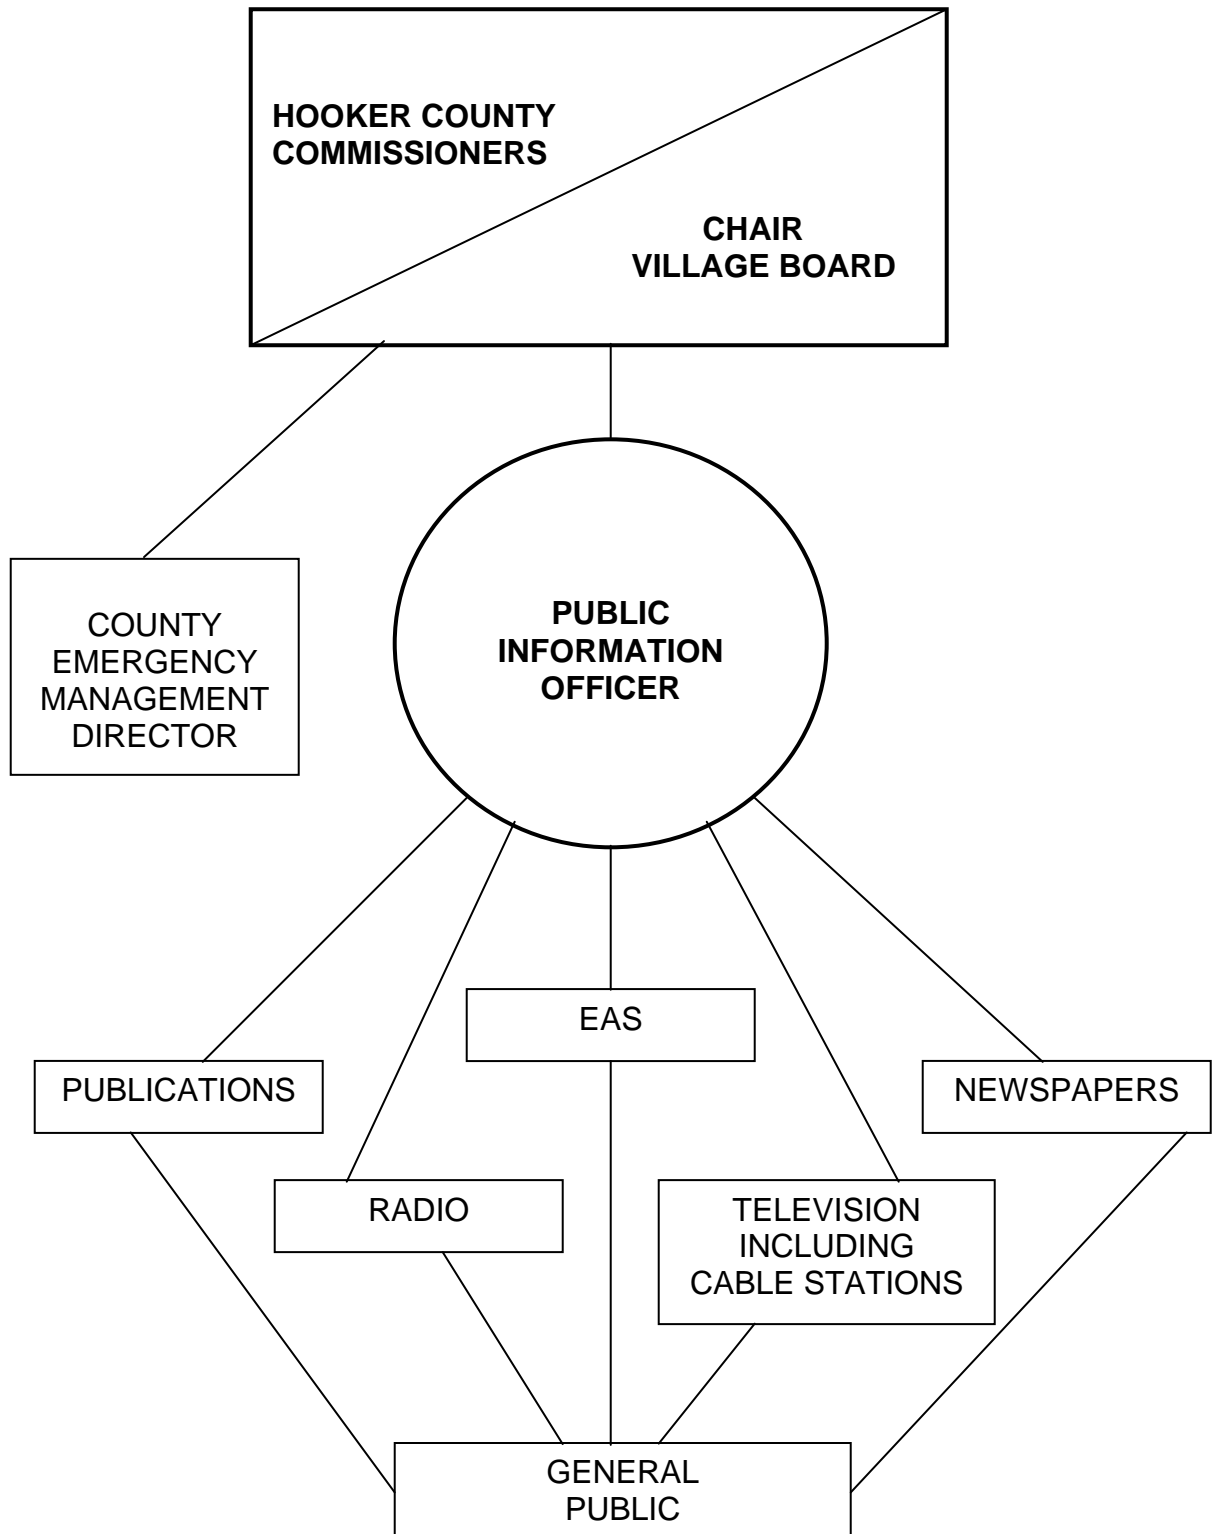 HOOKER COUNTY
COMMISSIONERS
CHAIR
VILLAGE BOARD
COUNTY
EMERGENCY
MANAGEMENT
DIRECTOR
PUBLIC
INFORMATION
OFFICER
EAS
PUBLICATIONS
NEWSPAPERS
RADIO
TELEVISION
INCLUDING
CABLE STATIONS
GENERAL
PUBLIC